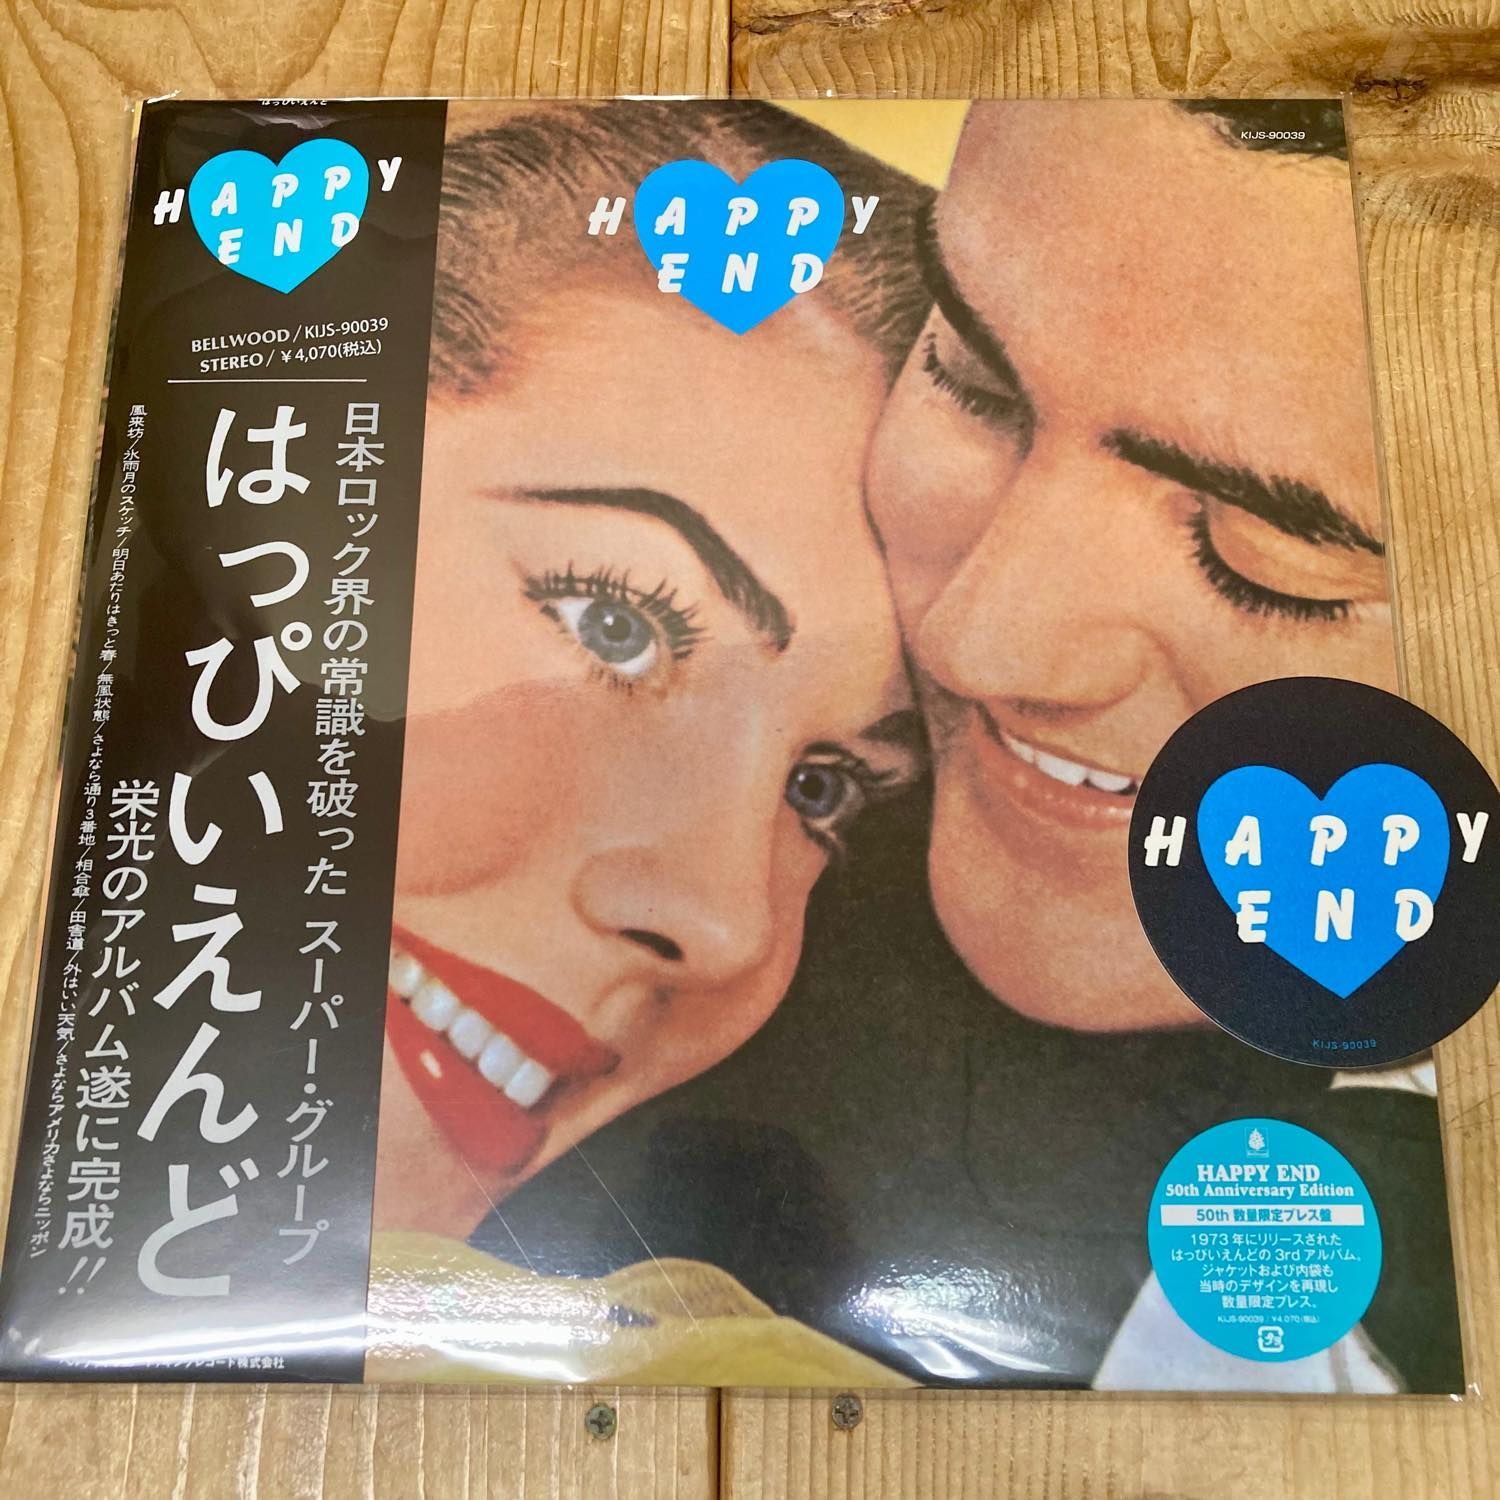 はっぴいえんど
HAPPY
END
BELLWOOD / KIJS-90039
STEREO / ¥4,070(税込)
日本ロック界の常識を破った スーパー・グループ
はっぴいえんど
栄光のアルバム遂に完成!!
風来坊/氷雨月のスケッチ/明日あたりはきっと春/無風状態/さよなら通り3番地/相合傘/田舎道/外はいい天気/さよならアメリカさよならニッポン
HAPPY
END
KIJS-90039
HAPPY
END
KIJS-90039
HAPPY END
50th Anniversary Edition
50th 数量限定プレス盤
1973年にリリースされた
はっぴいえんどの3rdアルバム。
ジャケットおよび内袋も
当時のデザインを再現し
数量限定プレス。
KIJS-90039 / ¥4,070 (税込)